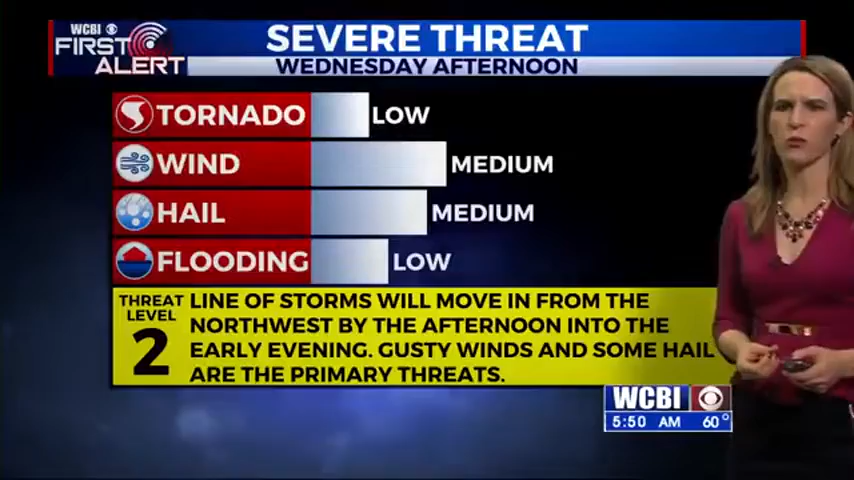 WCBI
FIRST
ALERT
SEVERE THREAT
WEDNESDAY AFTERNOON
TORNADO LOW
WIND MEDIUM
HAIL MEDIUM
FLOODING LOW
THREAT
LEVEL
2
LINE OF STORMS WILL MOVE IN FROM THE
NORTHWEST BY THE AFTERNOON INTO THE
EARLY EVENING. GUSTY WINDS AND SOME HAIL
ARE THE PRIMARY THREATS.
WCBI
5:50 AM 60°